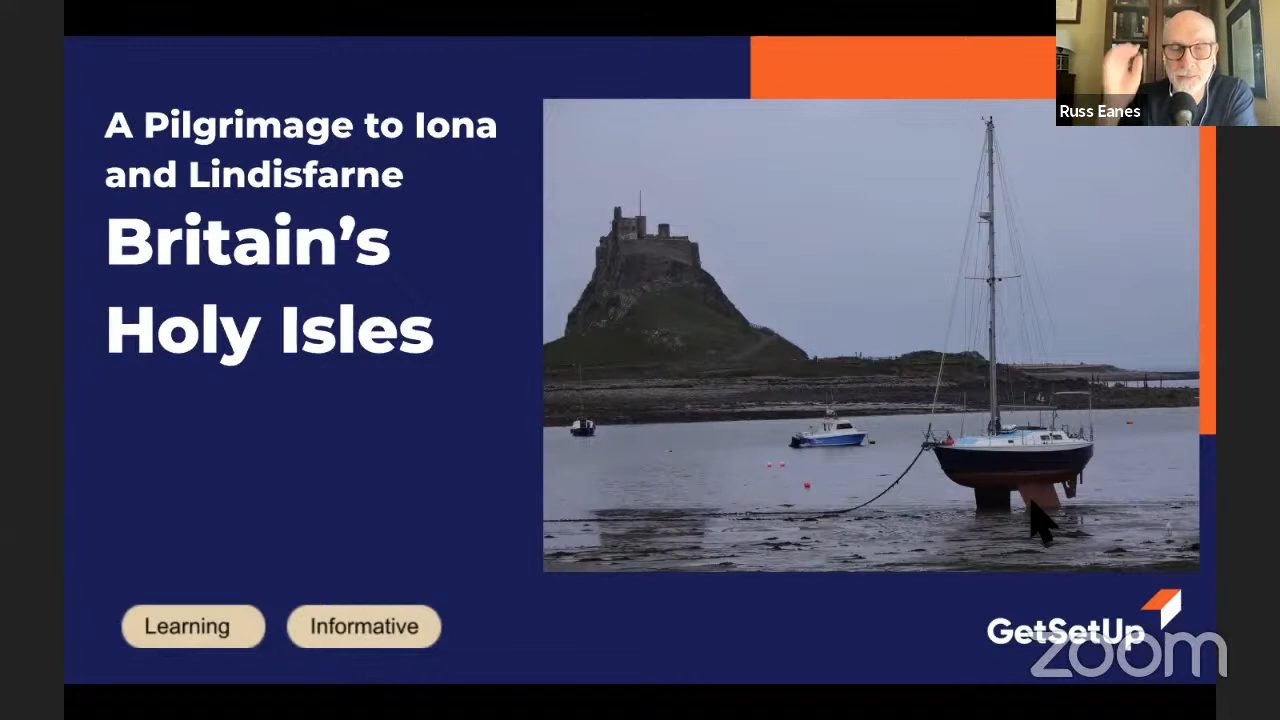 Russ Eanes
A Pilgrimage to Iona
and Lindisfarne
Britain's
Holy Isles
Learning
Informative
GetSetUp
zoom